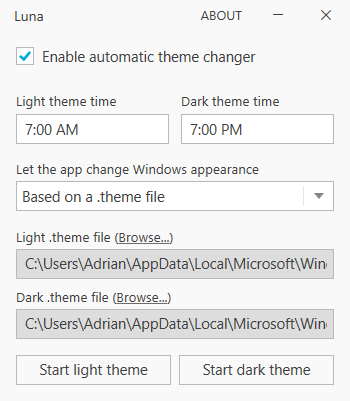 Luna ABOUT
Enable automatic theme changer
Light theme time Dark theme time
7:00 AM 7:00 PM
Let the app change Windows appearance
Based on a .theme file
Light .theme file (Browse...)
C:\Users\Adrian\AppData\Local\Microsoft\Wind
Dark .theme file (Browse...)
C:\Users\Adrian\AppData\Local\Microsoft\Wind
Start light theme Start dark theme